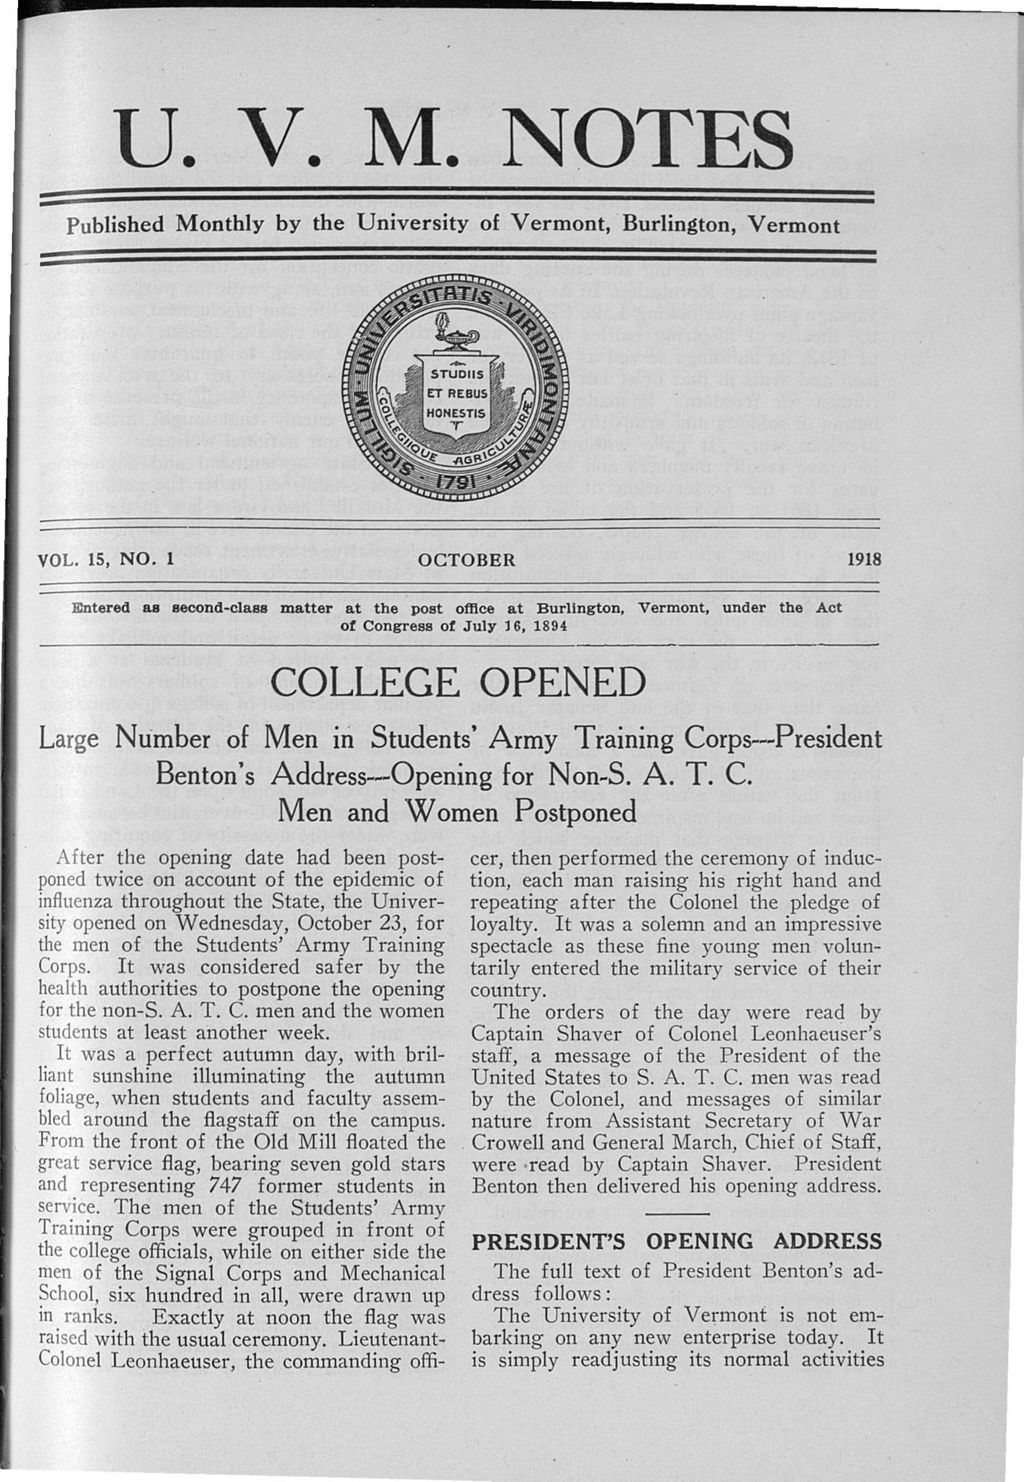 U. V. M. NOTES
Published Monthly by the University of Vermont, Burlington, Vermont
SIGILLUM · UNIVERSITATIS · VIRIDIMONTANÆ · 1791 ·
COLLEGIIQUE AGRICULTURÆ
STUDIIS
ET REBUS
HONESTIS
VOL. 15, NO. 1 OCTOBER 1918
Entered as second-class matter at the post office at Burlington, Vermont, under the Act
of Congress of July 16, 1894
COLLEGE OPENED
Large Number of Men in Students' Army Training Corps—President
Benton's Address—Opening for Non-S. A. T. C.
Men and Women Postponed
After the opening date had been post-
poned twice on account of the epidemic of
influenza throughout the State, the Univer-
sity opened on Wednesday, October 23, for
the men of the Students' Army Training
Corps. It was considered safer by the
health authorities to postpone the opening
for the non-S. A. T. C. men and the women
students at least another week.
It was a perfect autumn day, with bril-
liant sunshine illuminating the autumn
foliage, when students and faculty assem-
bled around the flagstaff on the campus.
From the front of the Old Mill floated the
great service flag, bearing seven gold stars
and representing 747 former students in
service. The men of the Students' Army
Training Corps were grouped in front of
the college officials, while on either side the
men of the Signal Corps and Mechanical
School, six hundred in all, were drawn up
in ranks. Exactly at noon the flag was
raised with the usual ceremony. Lieutenant-
Colonel Leonhaeuser, the commanding offi-
cer, then performed the ceremony of induc-
tion, each man raising his right hand and
repeating after the Colonel the pledge of
loyalty. It was a solemn and an impressive
spectacle as these fine young men volun-
tarily entered the military service of their
country.
The orders of the day were read by
Captain Shaver of Colonel Leonhaeuser's
staff, a message of the President of the
United States to S. A. T. C. men was read
by the Colonel, and messages of similar
nature from Assistant Secretary of War
Crowell and General March, Chief of Staff,
were read by Captain Shaver. President
Benton then delivered his opening address.
PRESIDENT'S OPENING ADDRESS
The full text of President Benton's ad-
dress follows:
The University of Vermont is not em-
barking on any new enterprise today. It
is simply readjusting its normal activities